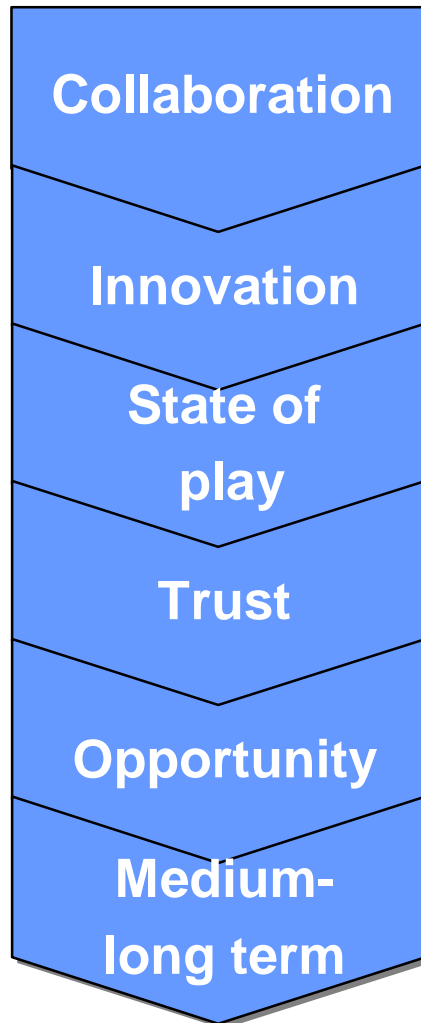 Collaboration
Innovation
State of
play
Trust
Opportunity
Medium-
long term